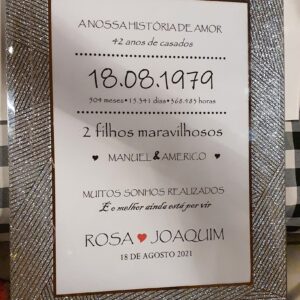 A NOSSA HISTÓRIA DE AMOR
42 anos de casados
18.08.1979
504 meses•15.341 dias•368.485 horas
2 filhos maravilhosos
♥ MANUEL & AMERICO ♥
MUITOS SONHOS REALIZADOS
E o melhor ainda está por vir
ROSA ♥ JOAQUIM
18 DE AGOSTO 2021